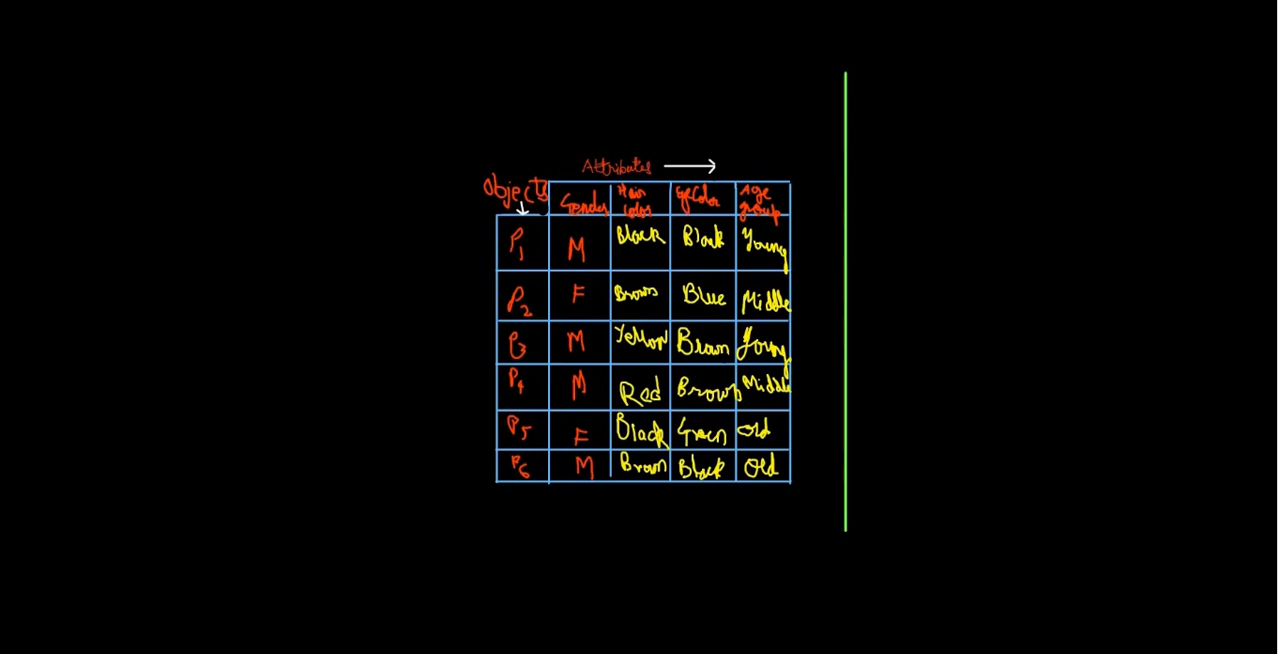 Attributes
Objects Gender Hair color Eye Color Age group
P1 M Black Black Young
P2 F Brown Blue Middle
P3 M Yellow Brown Young
P4 M Red Brown Middle
P5 F Black Green Old
P6 M Brown Black Old